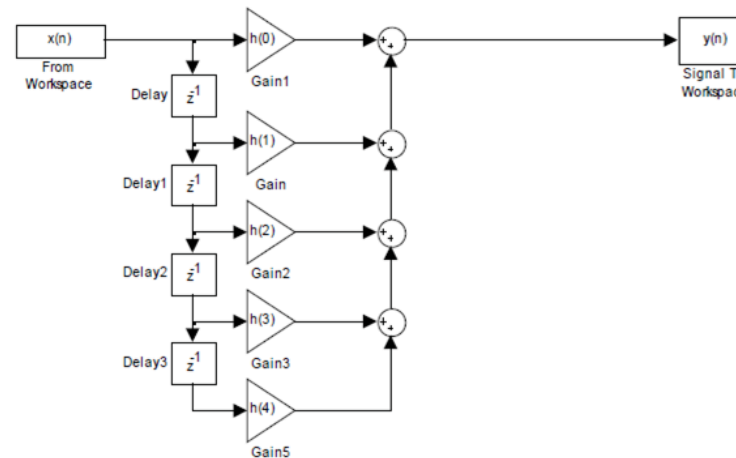 x(n)
From
Workspace
h(0)
Gain1
++
y(n)
Signal T
Workspac
Delay
z-1
h(1)
Gain
++
Delay1
z-1
h(2)
Gain2
++
Delay2
z-1
h(3)
Gain3
++
Delay3
z-1
h(4)
Gain5